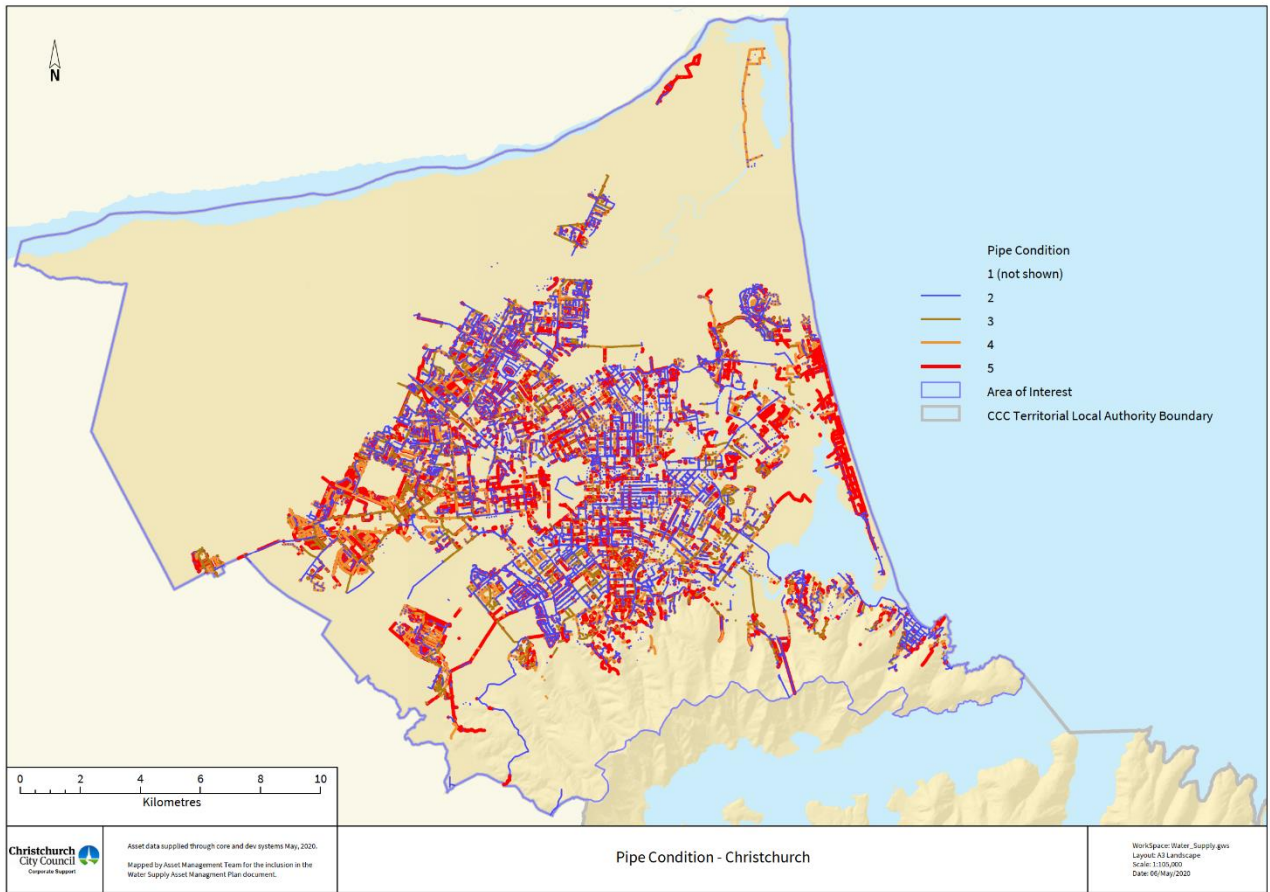 N
Pipe Condition
1 (not shown)
2
3
4
5
Area of Interest
CCC Territorial Local Authority Boundary
0 2 4 6 8 10
Kilometres
Christchurch
City Council
Corporate Support
Asset data supplied through core and dev systems May, 2020.
Mapped by Asset Management Team for the inclusion in the
Water Supply Asset Managment Plan document.
Pipe Condition - Christchurch
WorkSpace: Water_Supply.gws
Layout: A3 Landscape
Scale: 1:105,000
Date: 06/May/2020